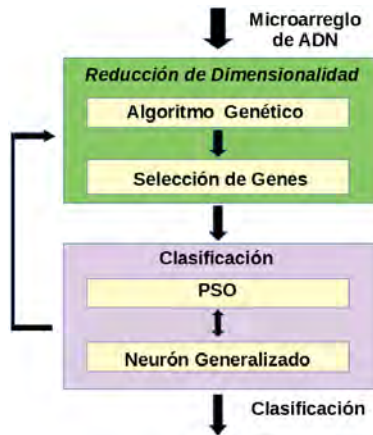 Microarreglo
de ADN
Reducción de Dimensionalidad
Algoritmo Genético
Selección de Genes
Clasificación
PSO
Neurón Generalizado
Clasificación